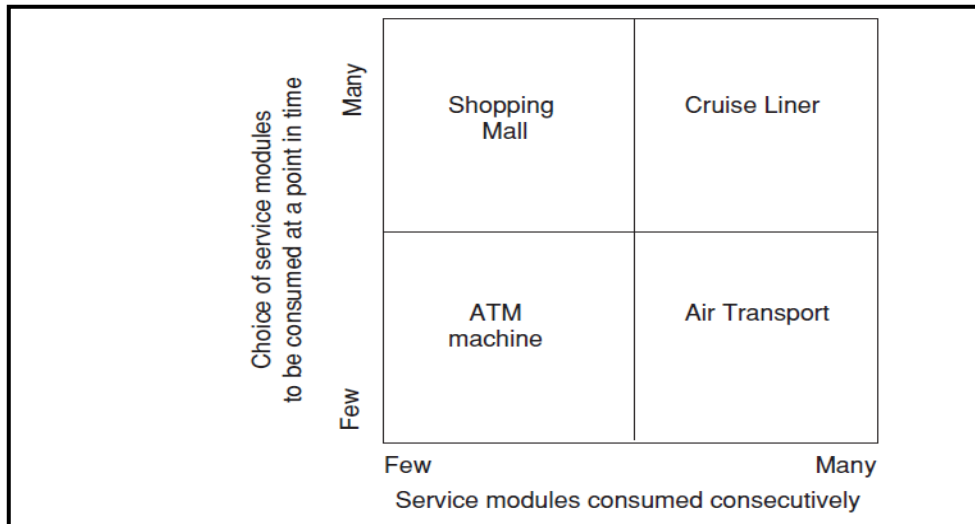 Choice of service modules
to be consumed at a point in time
Many
Few
Shopping
Mall
Cruise Liner
ATM
machine
Air Transport
Few
Many
Service modules consumed consecutively